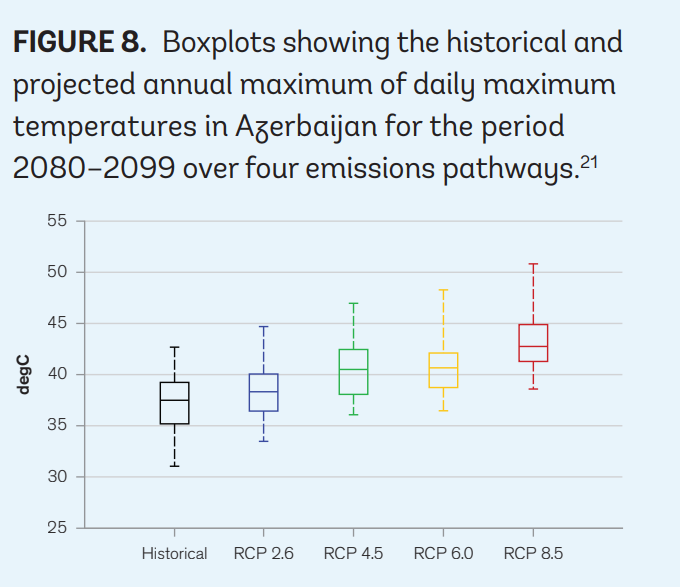 FIGURE 8. Boxplots showing the historical and
projected annual maximum of daily maximum
temperatures in Azerbaijan for the period
2080–2099 over four emissions pathways.21
55
50
45
40
35
30
25
degC
Historical RCP 2.6 RCP 4.5 RCP 6.0 RCP 8.5